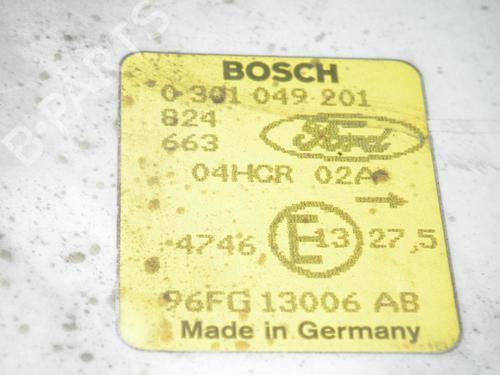 BOSCH
0 301 049 201
824
663
Ford
04HCR 02A
4746 E 13 27,5
96FG 13006 AB
Made in Germany
B-PARTS